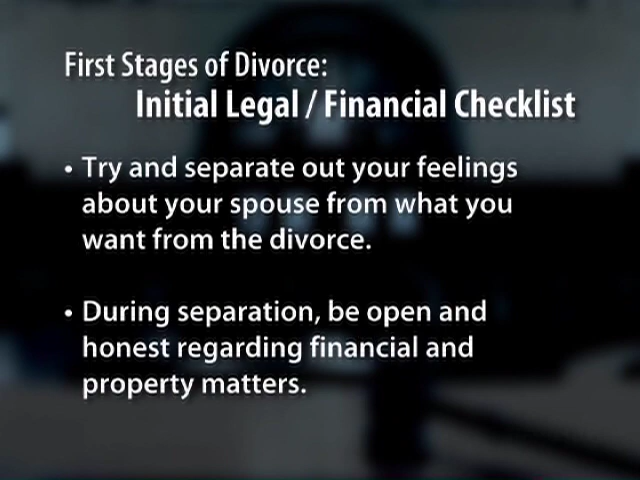 First Stages of Divorce:
Initial Legal / Financial Checklist
• Try and separate out your feelings
about your spouse from what you
want from the divorce.
• During separation, be open and
honest regarding financial and
property matters.